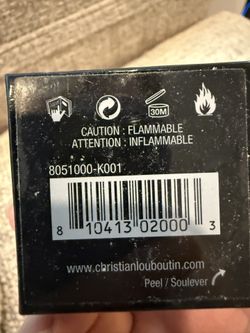 30M
CAUTION : FLAMMABLE
ATTENTION : INFLAMMABLE
8051000-K001
8 10413 02000 3
www.christianlouboutin.com
Peel / Soulever